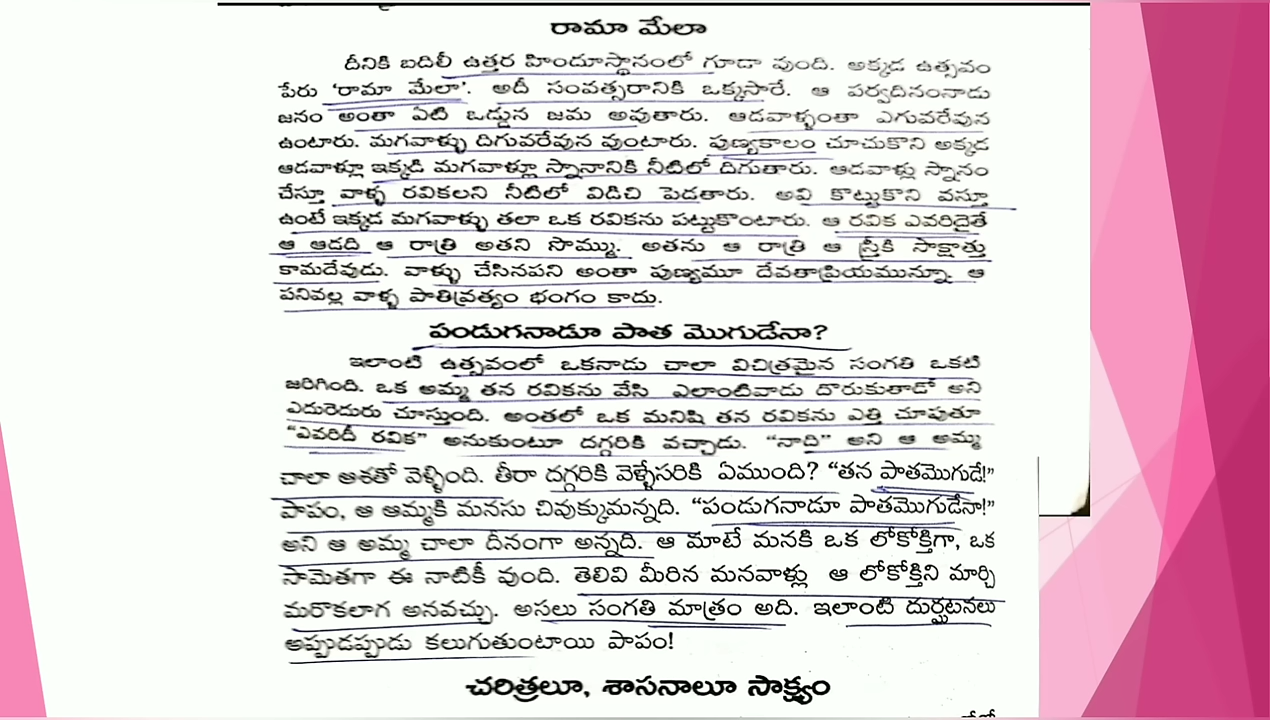 రామా మేలా
దీనికి బదిలీ ఉత్తర హిందూస్థానంలో గూడా వుంది. అక్కడ ఉత్సవం
పేరు ‘రామా మేలా’. అదీ సంవత్సరానికి ఒక్కసారే. ఆ పర్వదినంనాడు
జనం అంతా ఏటి ఒడ్డున జమ అవుతారు. ఆడవాళ్ళంతా ఎగువరేవున
ఉంటారు. మగవాళ్ళు దిగువరేవున వుంటారు. పుణ్యకాలం చూచుకొని అక్కడ
ఆడవాళ్లూ ఇక్కడి మగవాళ్లూ స్నానానికి నీటిలో దిగుతారు. ఆడవాళ్లు స్నానం
చేస్తూ వాళ్ళ రవికలని నీటిలో విడిచి పెడతారు. అవి కొట్టుకొని వస్తూ
ఉంటే ఇక్కడ మగవాళ్ళు తలా ఒక రవికను పట్టుకొంటారు. ఆ రవిక ఎవరిదైతే
ఆ ఆడది ఆ రాత్రి అతని సొమ్ము. అతను ఆ రాత్రి ఆ స్త్రీకి సాక్షాత్తు
కామదేవుడు. వాళ్ళు చేసినపని అంతా పుణ్యమూ దేవతాప్రియమున్నూ. ఆ
పనివల్ల వాళ్ళ పాతివ్రత్యం భంగం కాదు.
పండుగనాడూ పాత మొగుడేనా?
ఇలాంటి ఉత్సవంలో ఒకనాడు చాలా విచిత్రమైన సంగతి ఒకటి
జరిగింది. ఒక అమ్మ తన రవికను వేసి ఎలాంటివాడు దొరుకుతాడో అని
ఎదురెదురు చూస్తుంది. అంతలో ఒక మనిషి తన రవికను ఎత్తి చూపుతూ
“ఎవరిదీ రవిక” అనుకుంటూ దగ్గరికి వచ్చాడు. “నాది” అని ఆ అమ్మ
చాలా ఆశతో వెళ్ళింది. తీరా దగ్గరికి వెళ్ళేసరికి ఏముంది? “తన పాతమొగుడే!”
పాపం, ఆ ఆమ్మకి మనసు చివుక్కుమన్నది. “పండుగనాడూ పాతమొగుడేనా!”
అని ఆ అమ్మ చాలా దీనంగా అన్నది. ఆ మాటే మనకి ఒక లోకోక్తిగా, ఒక
సామెతగా ఈ నాటికీ వుంది. తెలివి మీరిన మనవాళ్లు ఆ లోకోక్తిని మార్చి
మరొకలాగ అనవచ్చు. అసలు సంగతి మాత్రం అది. ఇలాంటి దుర్ఘటనలు
అప్పుడప్పుడు కలుగుతుంటాయి పాపం!
చరిత్రలూ, శాసనాలూ సాక్ష్యం